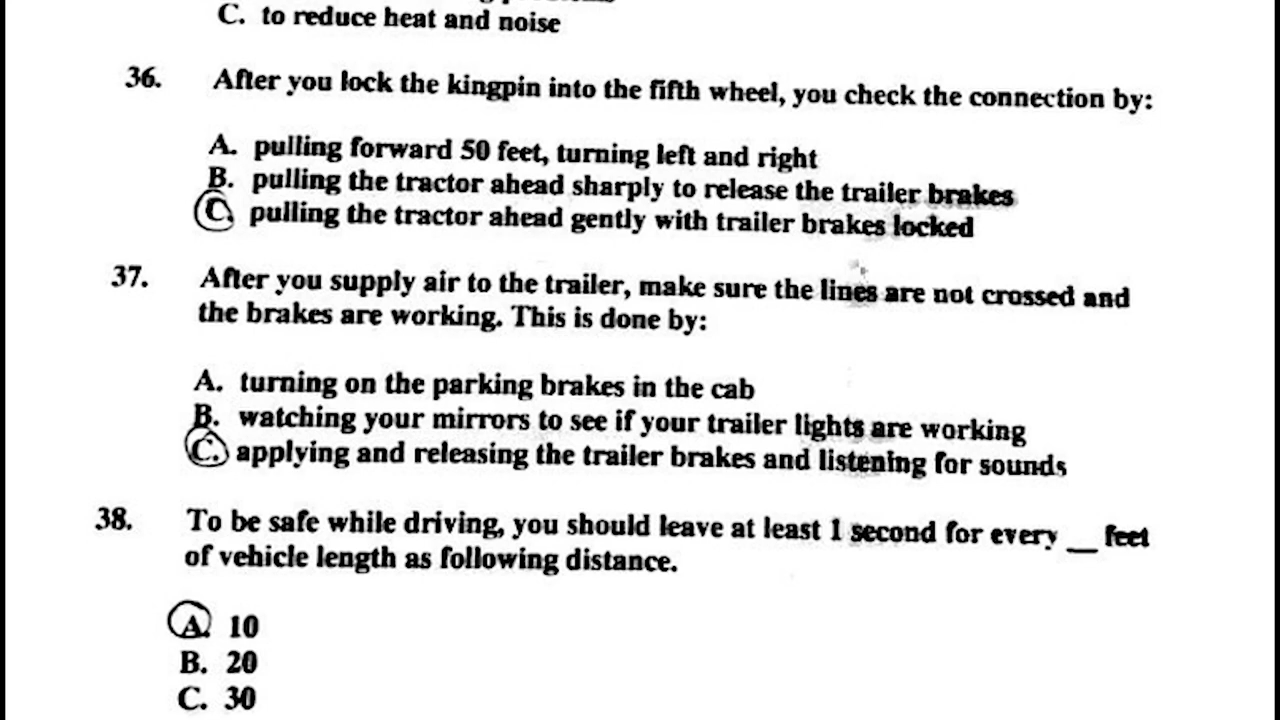 C. to reduce heat and noise
36. After you lock the kingpin into the fifth wheel, you check the connection by:
A. pulling forward 50 feet, turning left and right
B. pulling the tractor ahead sharply to release the trailer brakes
C. pulling the tractor ahead gently with trailer brakes locked
37. After you supply air to the trailer, make sure the lines are not crossed and
the brakes are working. This is done by:
A. turning on the parking brakes in the cab
B. watching your mirrors to see if your trailer lights are working
C. applying and releasing the trailer brakes and listening for sounds
38. To be safe while driving, you should leave at least 1 second for every __ feet
of vehicle length as following distance.
A. 10
B. 20
C. 30